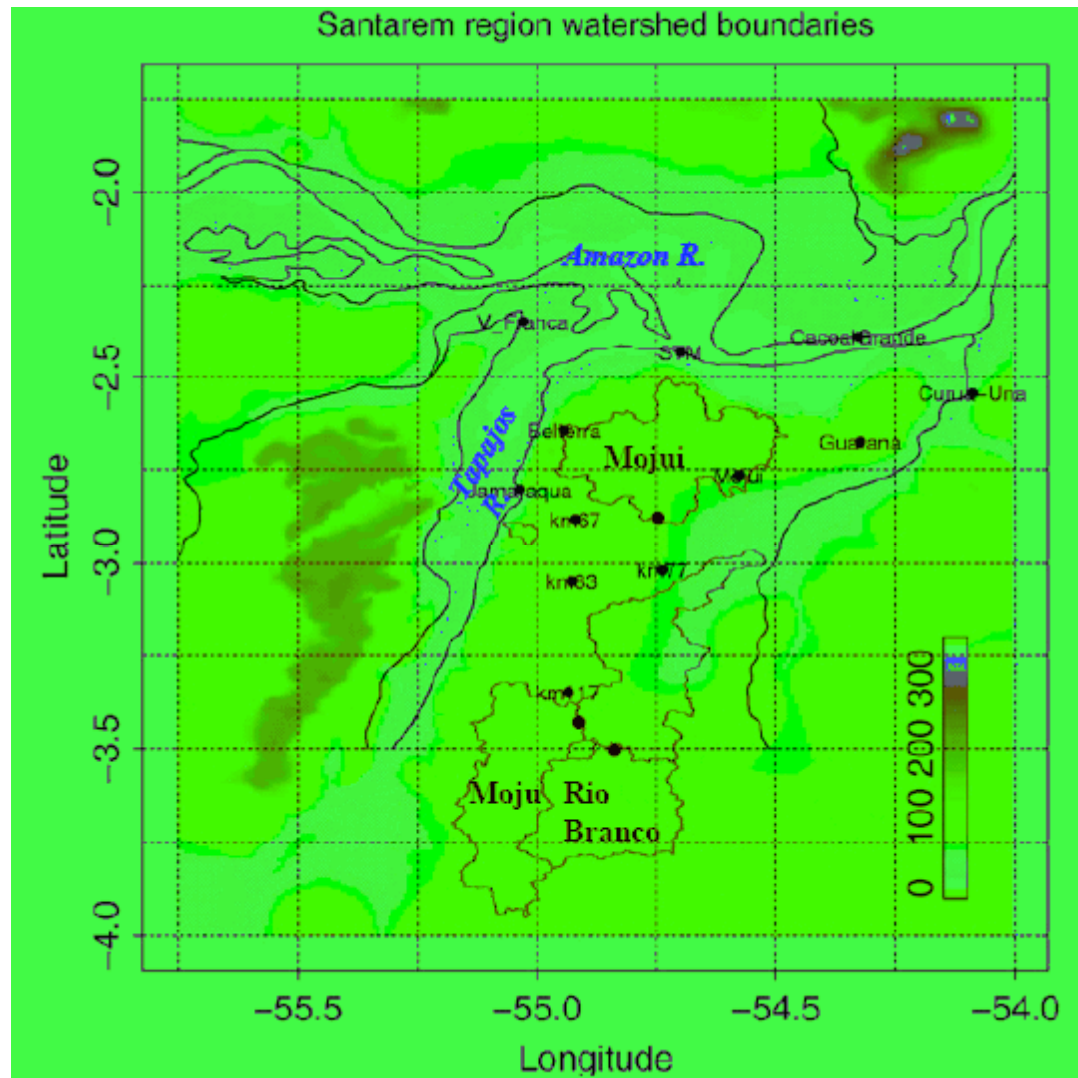 Santarem region watershed boundaries
Amazon R.
V_Franca
Cacoal Grande
STM
Curua-Una
Belterra
Guarana
Mojui
Mojui
Tapajos
R.
Jamaraqua
km67
km77
km83
km117
Moju
Rio
Branco
Latitude
-2.0
-2.5
-3.0
-3.5
-4.0
0 100 200 300
-55.5
-55.0
-54.5
-54.0
Longitude